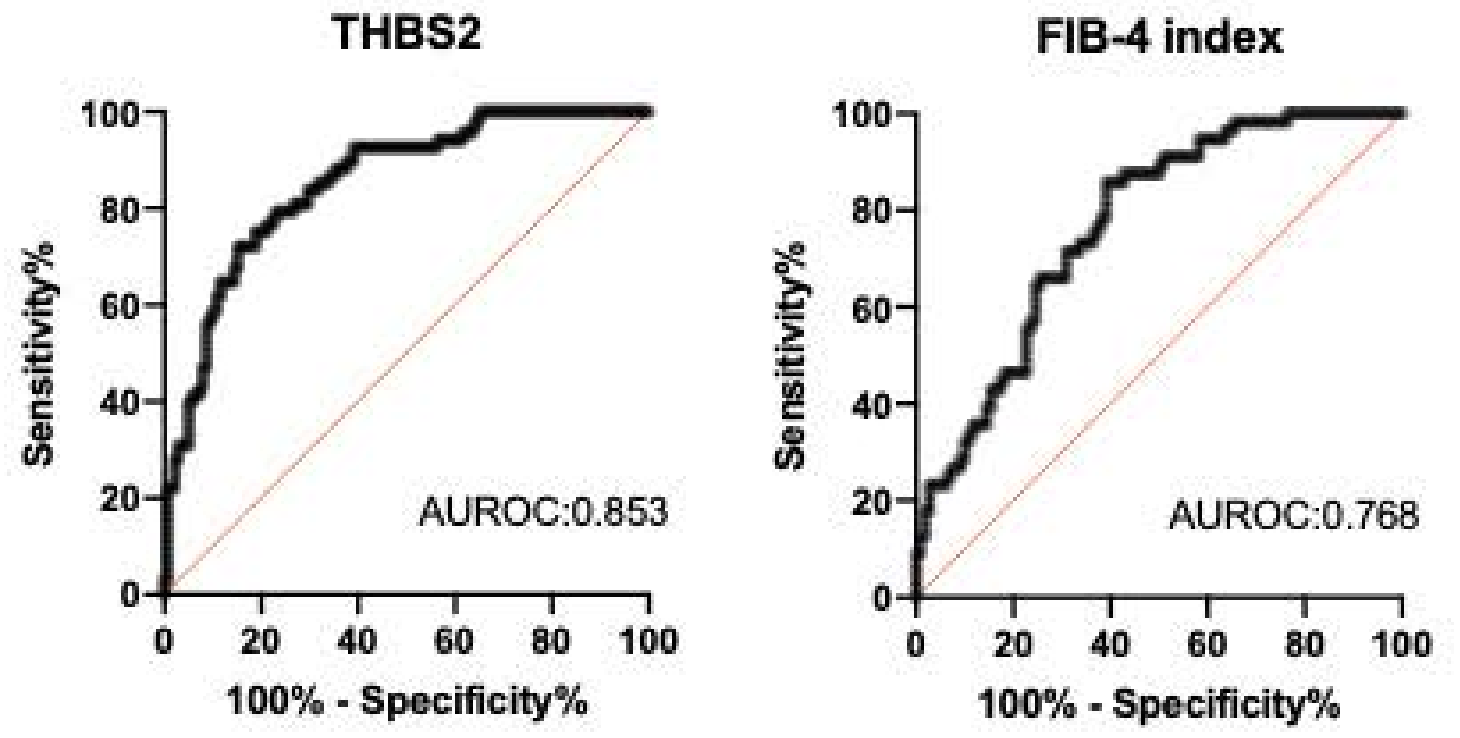 THBS2
Sensitivity%
100
80
60
40
20
0
AUROC:0.853
0 20 40 60 80 100
100% - Specificity%
FIB-4 index
Sensitivity%
100
80
60
40
20
0
AUROC:0.768
0 20 40 60 80 100
100% - Specificity%